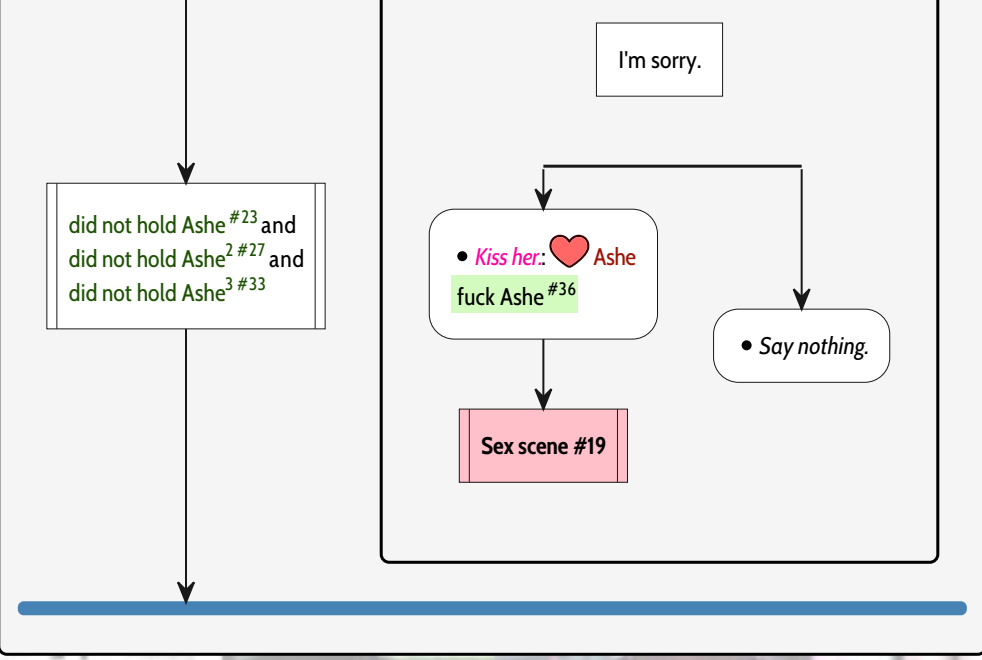 I'm sorry.
did not hold Ashe #23 and
did not hold Ashe2 #27 and
did not hold Ashe3 #33
• Kiss her.: Ashe
fuck Ashe #36
• Say nothing.
Sex scene #19